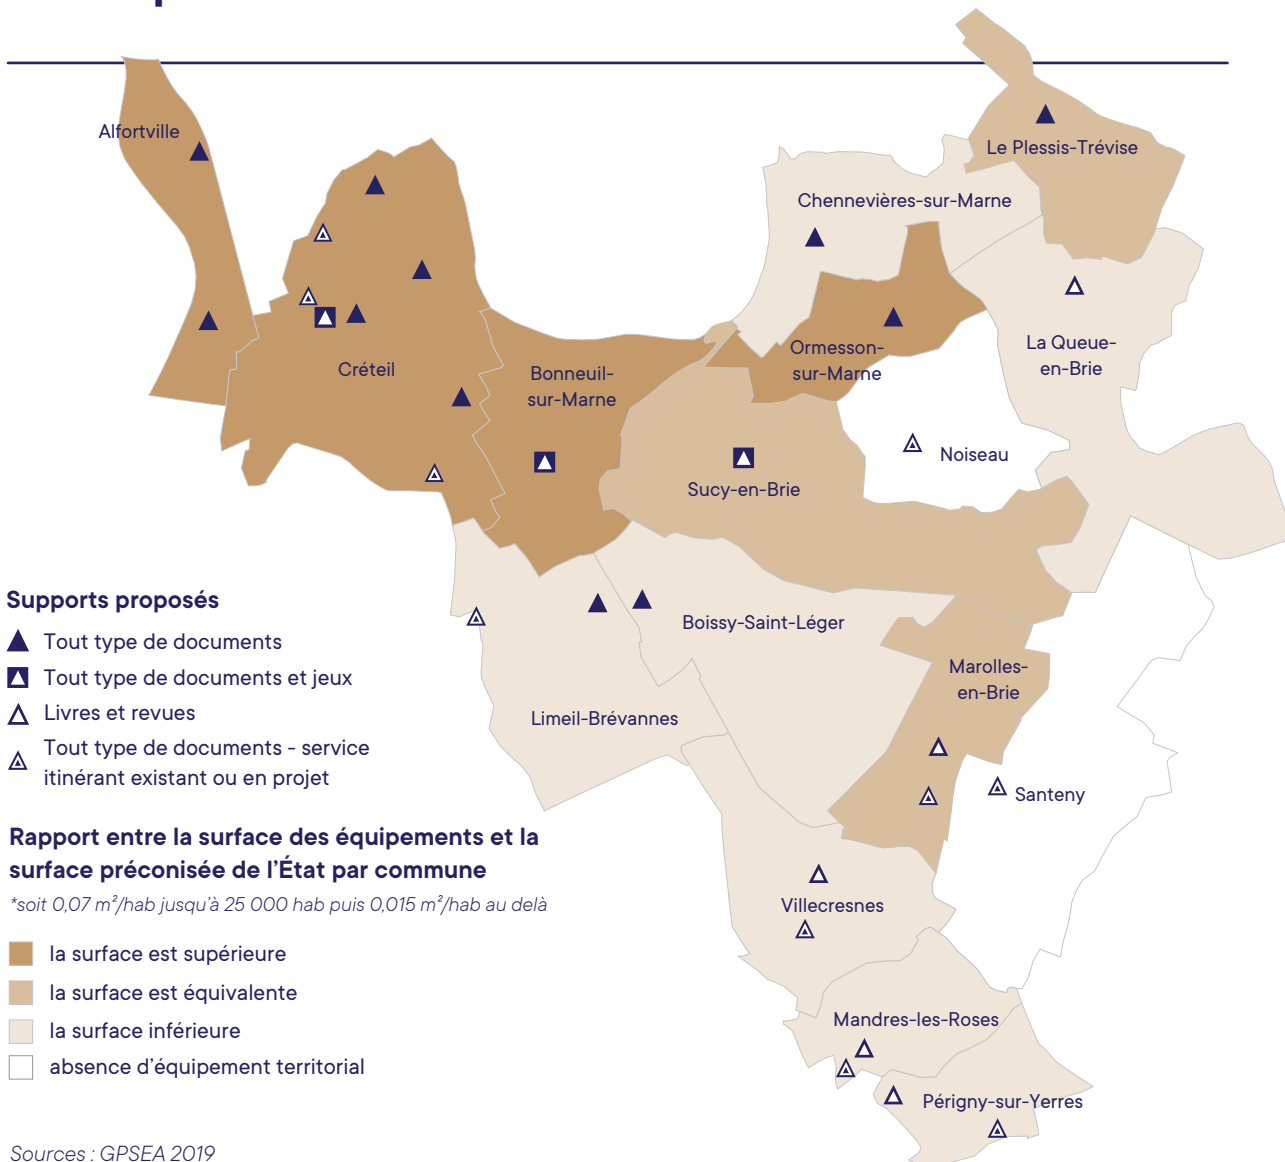 Alfortville
Le Plessis-Trévise
Chennevières-sur-Marne
Ormesson-
sur-Marne
La Queue-
en-Brie
Créteil
Bonneuil-
sur-Marne
Noiseau
Sucy-en-Brie
Supports proposés
Tout type de documents
Tout type de documents et jeux
Livres et revues
Tout type de documents - service
itinérant existant ou en projet
Boissy-Saint-Léger
Marolles-
en-Brie
Limeil-Brévannes
Santeny
Rapport entre la surface des équipements et la
surface préconisée de l’État par commune
*soit 0,07 m²/hab jusqu’à 25 000 hab puis 0,015 m²/hab au delà
la surface est supérieure
la surface est équivalente
la surface inférieure
absence d’équipement territorial
Villecresnes
Mandres-les-Roses
Périgny-sur-Yerres
Sources : GPSEA 2019